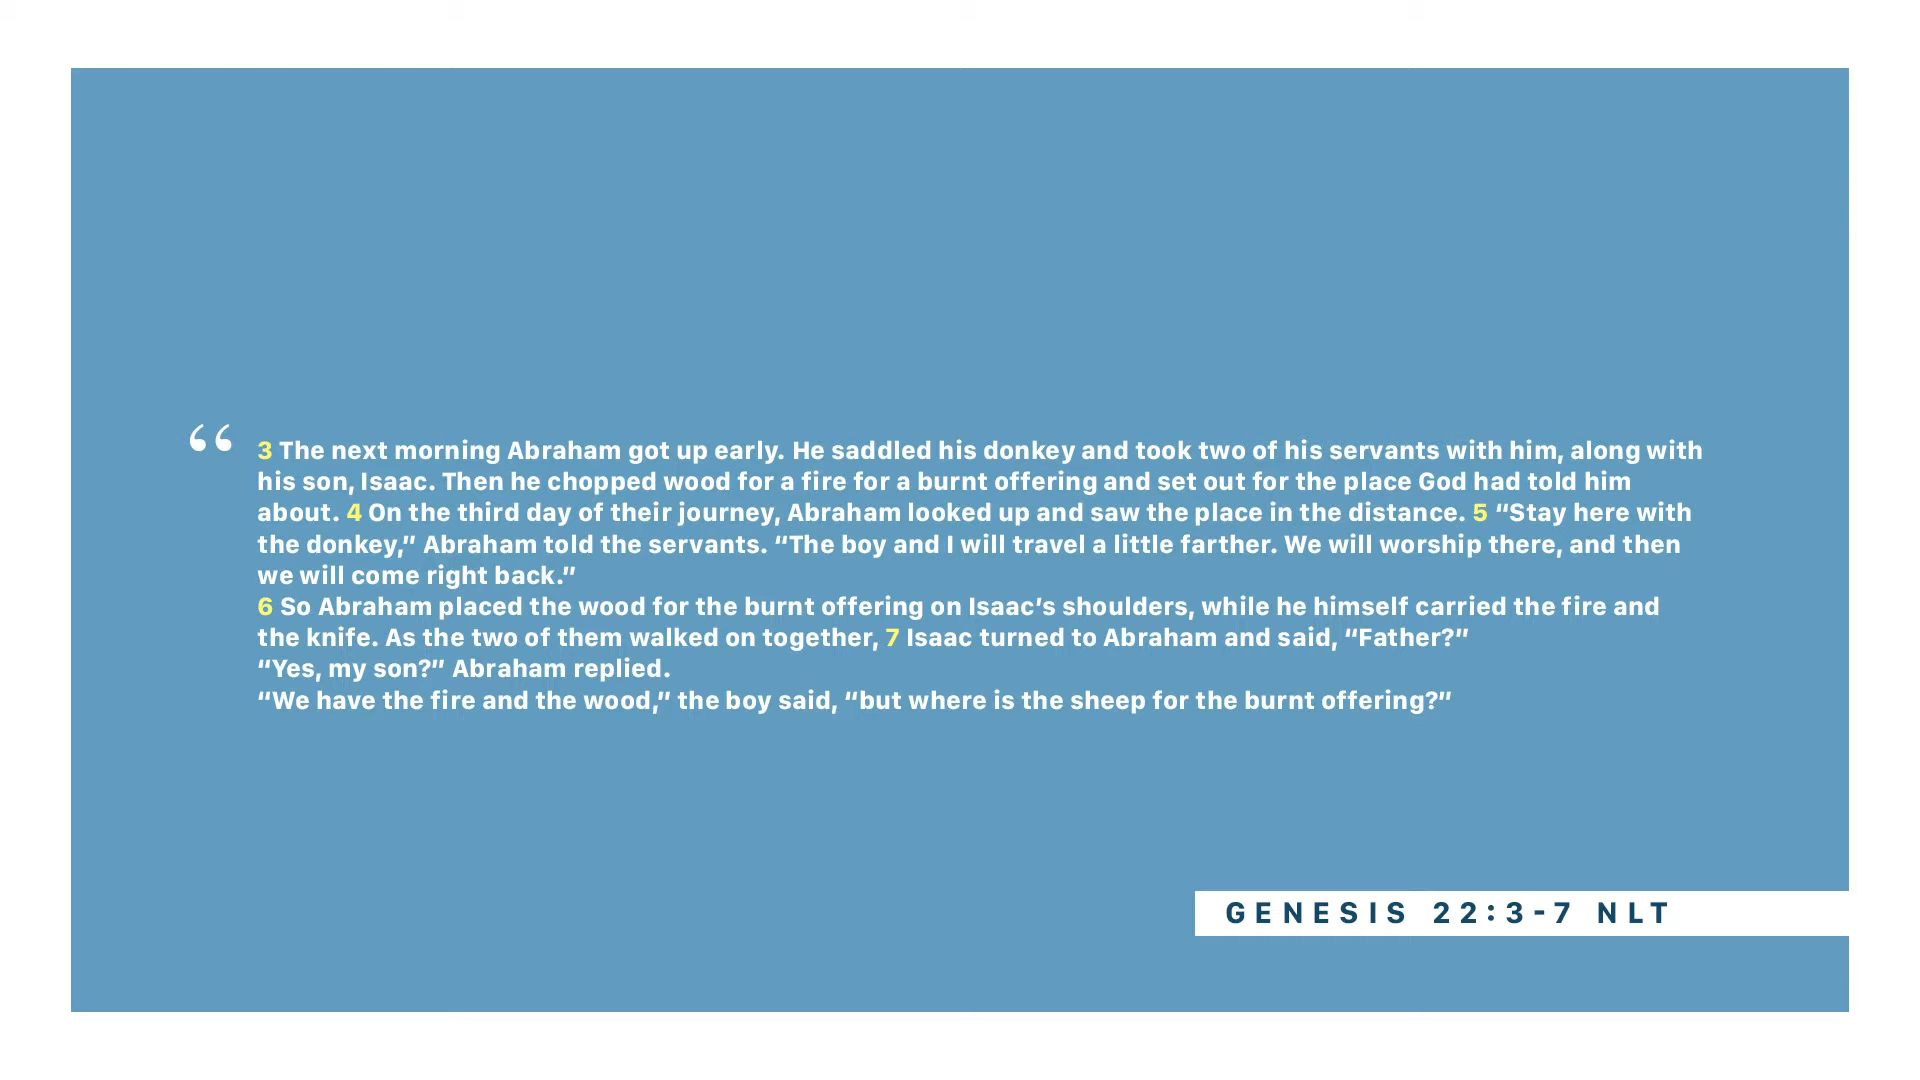 “ 3 The next morning Abraham got up early. He saddled his donkey and took two of his servants with him, along with
his son, Isaac. Then he chopped wood for a fire for a burnt offering and set out for the place God had told him
about. 4 On the third day of their journey, Abraham looked up and saw the place in the distance. 5 “Stay here with
the donkey,” Abraham told the servants. “The boy and I will travel a little farther. We will worship there, and then
we will come right back.”
6 So Abraham placed the wood for the burnt offering on Isaac’s shoulders, while he himself carried the fire and
the knife. As the two of them walked on together, 7 Isaac turned to Abraham and said, “Father?”
“Yes, my son?” Abraham replied.
“We have the fire and the wood,” the boy said, “but where is the sheep for the burnt offering?”
GENESIS 22:3-7 NLT